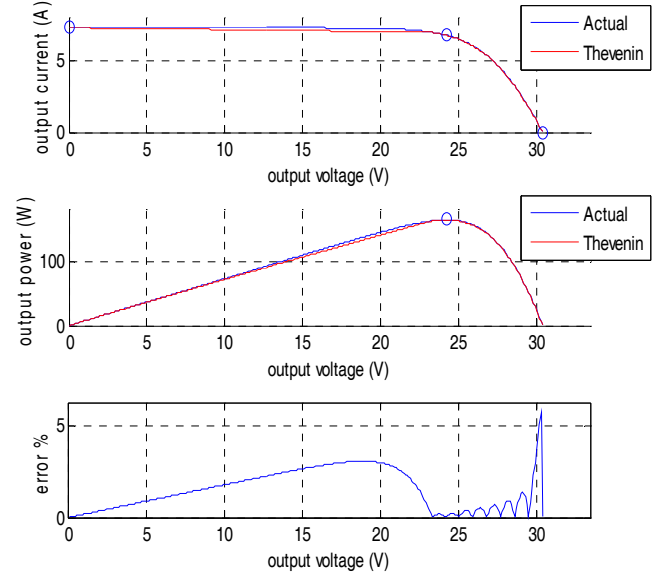 output current (A)
5
0
0
5
10
15
20
25
30
output voltage (V)
Actual
Thevenin
output power (W)
100
0
0
5
10
15
20
25
30
output voltage (V)
Actual
Thevenin
error %
5
0
0
5
10
15
20
25
30
output voltage (V)